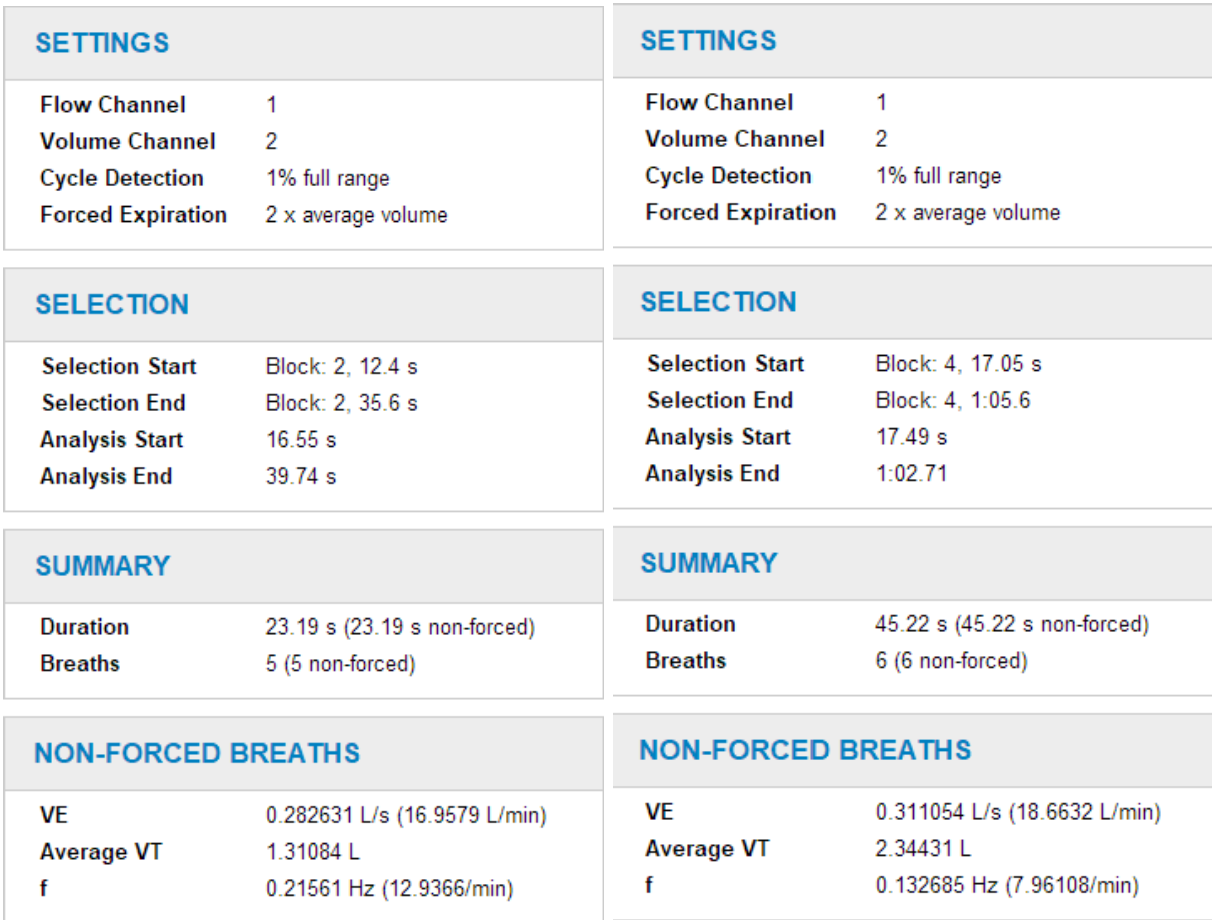 SETTINGS
Flow Channel 1
Volume Channel 2
Cycle Detection 1% full range
Forced Expiration 2 x average volume
SELECTION
Selection Start Block: 2, 12.4 s
Selection End Block: 2, 35.6 s
Analysis Start 16.55 s
Analysis End 39.74 s
SUMMARY
Duration 23.19 s (23.19 s non-forced)
Breaths 5 (5 non-forced)
NON-FORCED BREATHS
VE 0.282631 L/s (16.9579 L/min)
Average VT 1.31084 L
f 0.21561 Hz (12.9366/min)
SETTINGS
Flow Channel 1
Volume Channel 2
Cycle Detection 1% full range
Forced Expiration 2 x average volume
SELECTION
Selection Start Block: 4, 17.05 s
Selection End Block: 4, 1:05.6
Analysis Start 17.49 s
Analysis End 1:02.71
SUMMARY
Duration 45.22 s (45.22 s non-forced)
Breaths 6 (6 non-forced)
NON-FORCED BREATHS
VE 0.311054 L/s (18.6632 L/min)
Average VT 2.34431 L
f 0.132685 Hz (7.96108/min)